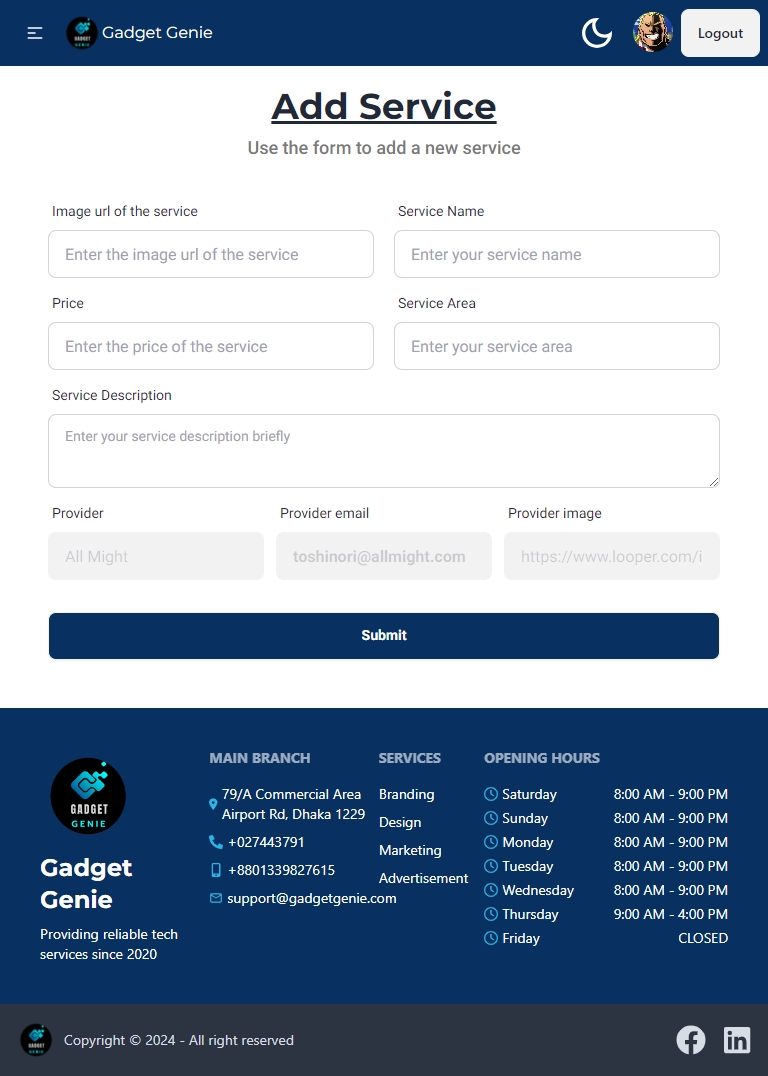 GADGET
GENIE
Gadget Genie
Logout
Add Service
Use the form to add a new service
Image url of the service
Service Name
Enter the image url of the service
Enter your service name
Price
Service Area
Enter the price of the service
Enter your service area
Service Description
Enter your service description briefly
Provider
Provider email
Provider image
All Might
toshinori@allmight.com
https://www.looper.com/i
Submit
GADGET
GENIE
Gadget
Genie
Providing reliable tech
services since 2020
MAIN BRANCH
79/A Commercial Area
Airport Rd, Dhaka 1229
+027443791
+8801339827615
support@gadgetgenie.com
SERVICES
Branding
Design
Marketing
Advertisement
OPENING HOURS
Saturday 8:00 AM - 9:00 PM
Sunday 8:00 AM - 9:00 PM
Monday 8:00 AM - 9:00 PM
Tuesday 8:00 AM - 9:00 PM
Wednesday 8:00 AM - 9:00 PM
Thursday 9:00 AM - 4:00 PM
Friday CLOSED
GADGET
GENIE
Copyright © 2024 - All right reserved